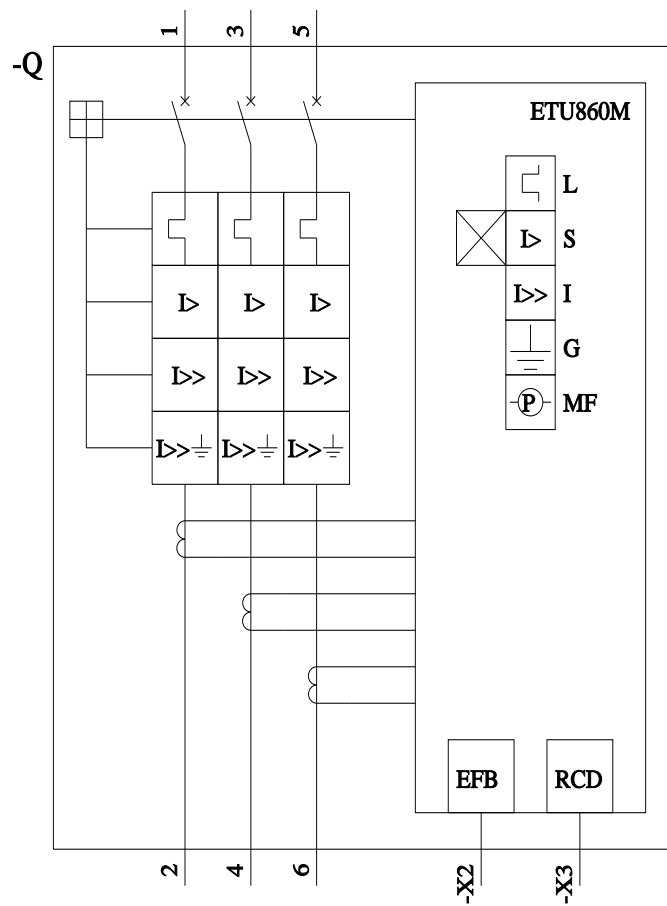 1 3 5
-Q
ETU860M
L
S
I>
I>>
I
G
P
MF
I> I> I>
I>> I>> I>>
I>> I>> I>>
EFB RCD
2 4 6
-X2 -X3